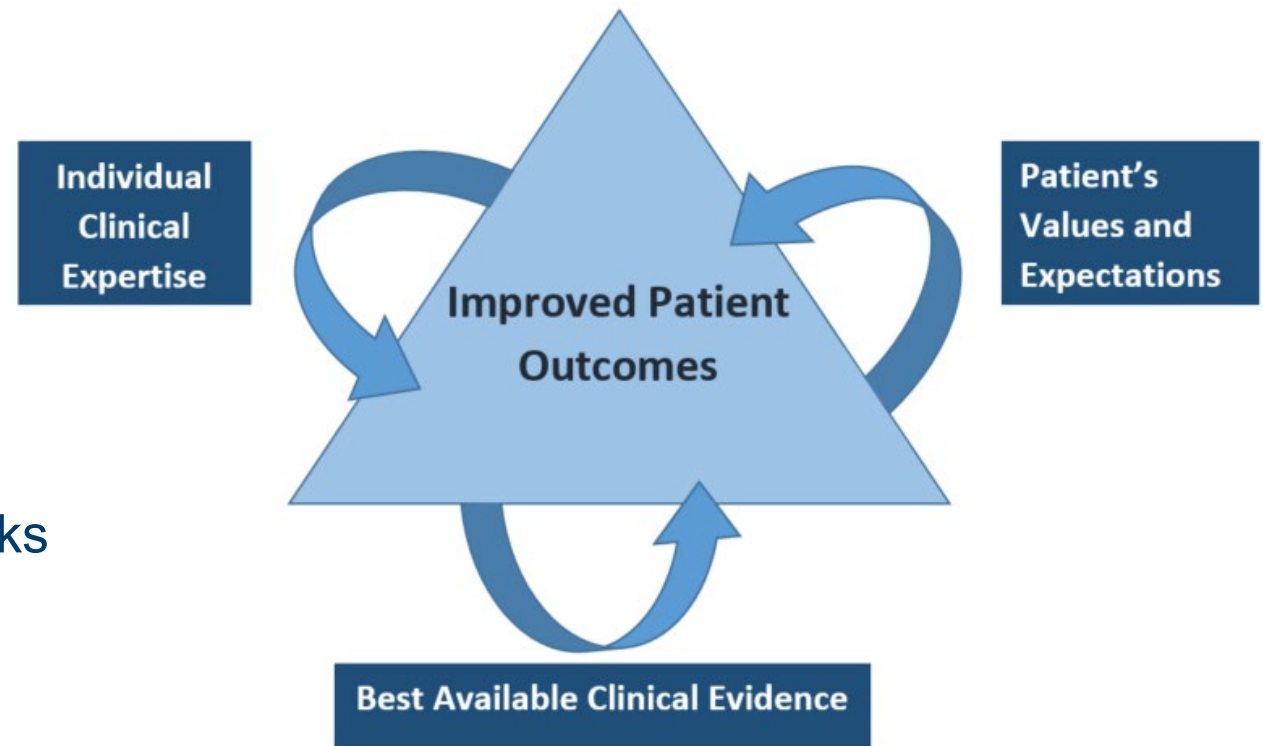 Individual
Clinical
Expertise
Patient's
Values and
Expectations
Improved Patient
Outcomes
ks
Best Available Clinical Evidence